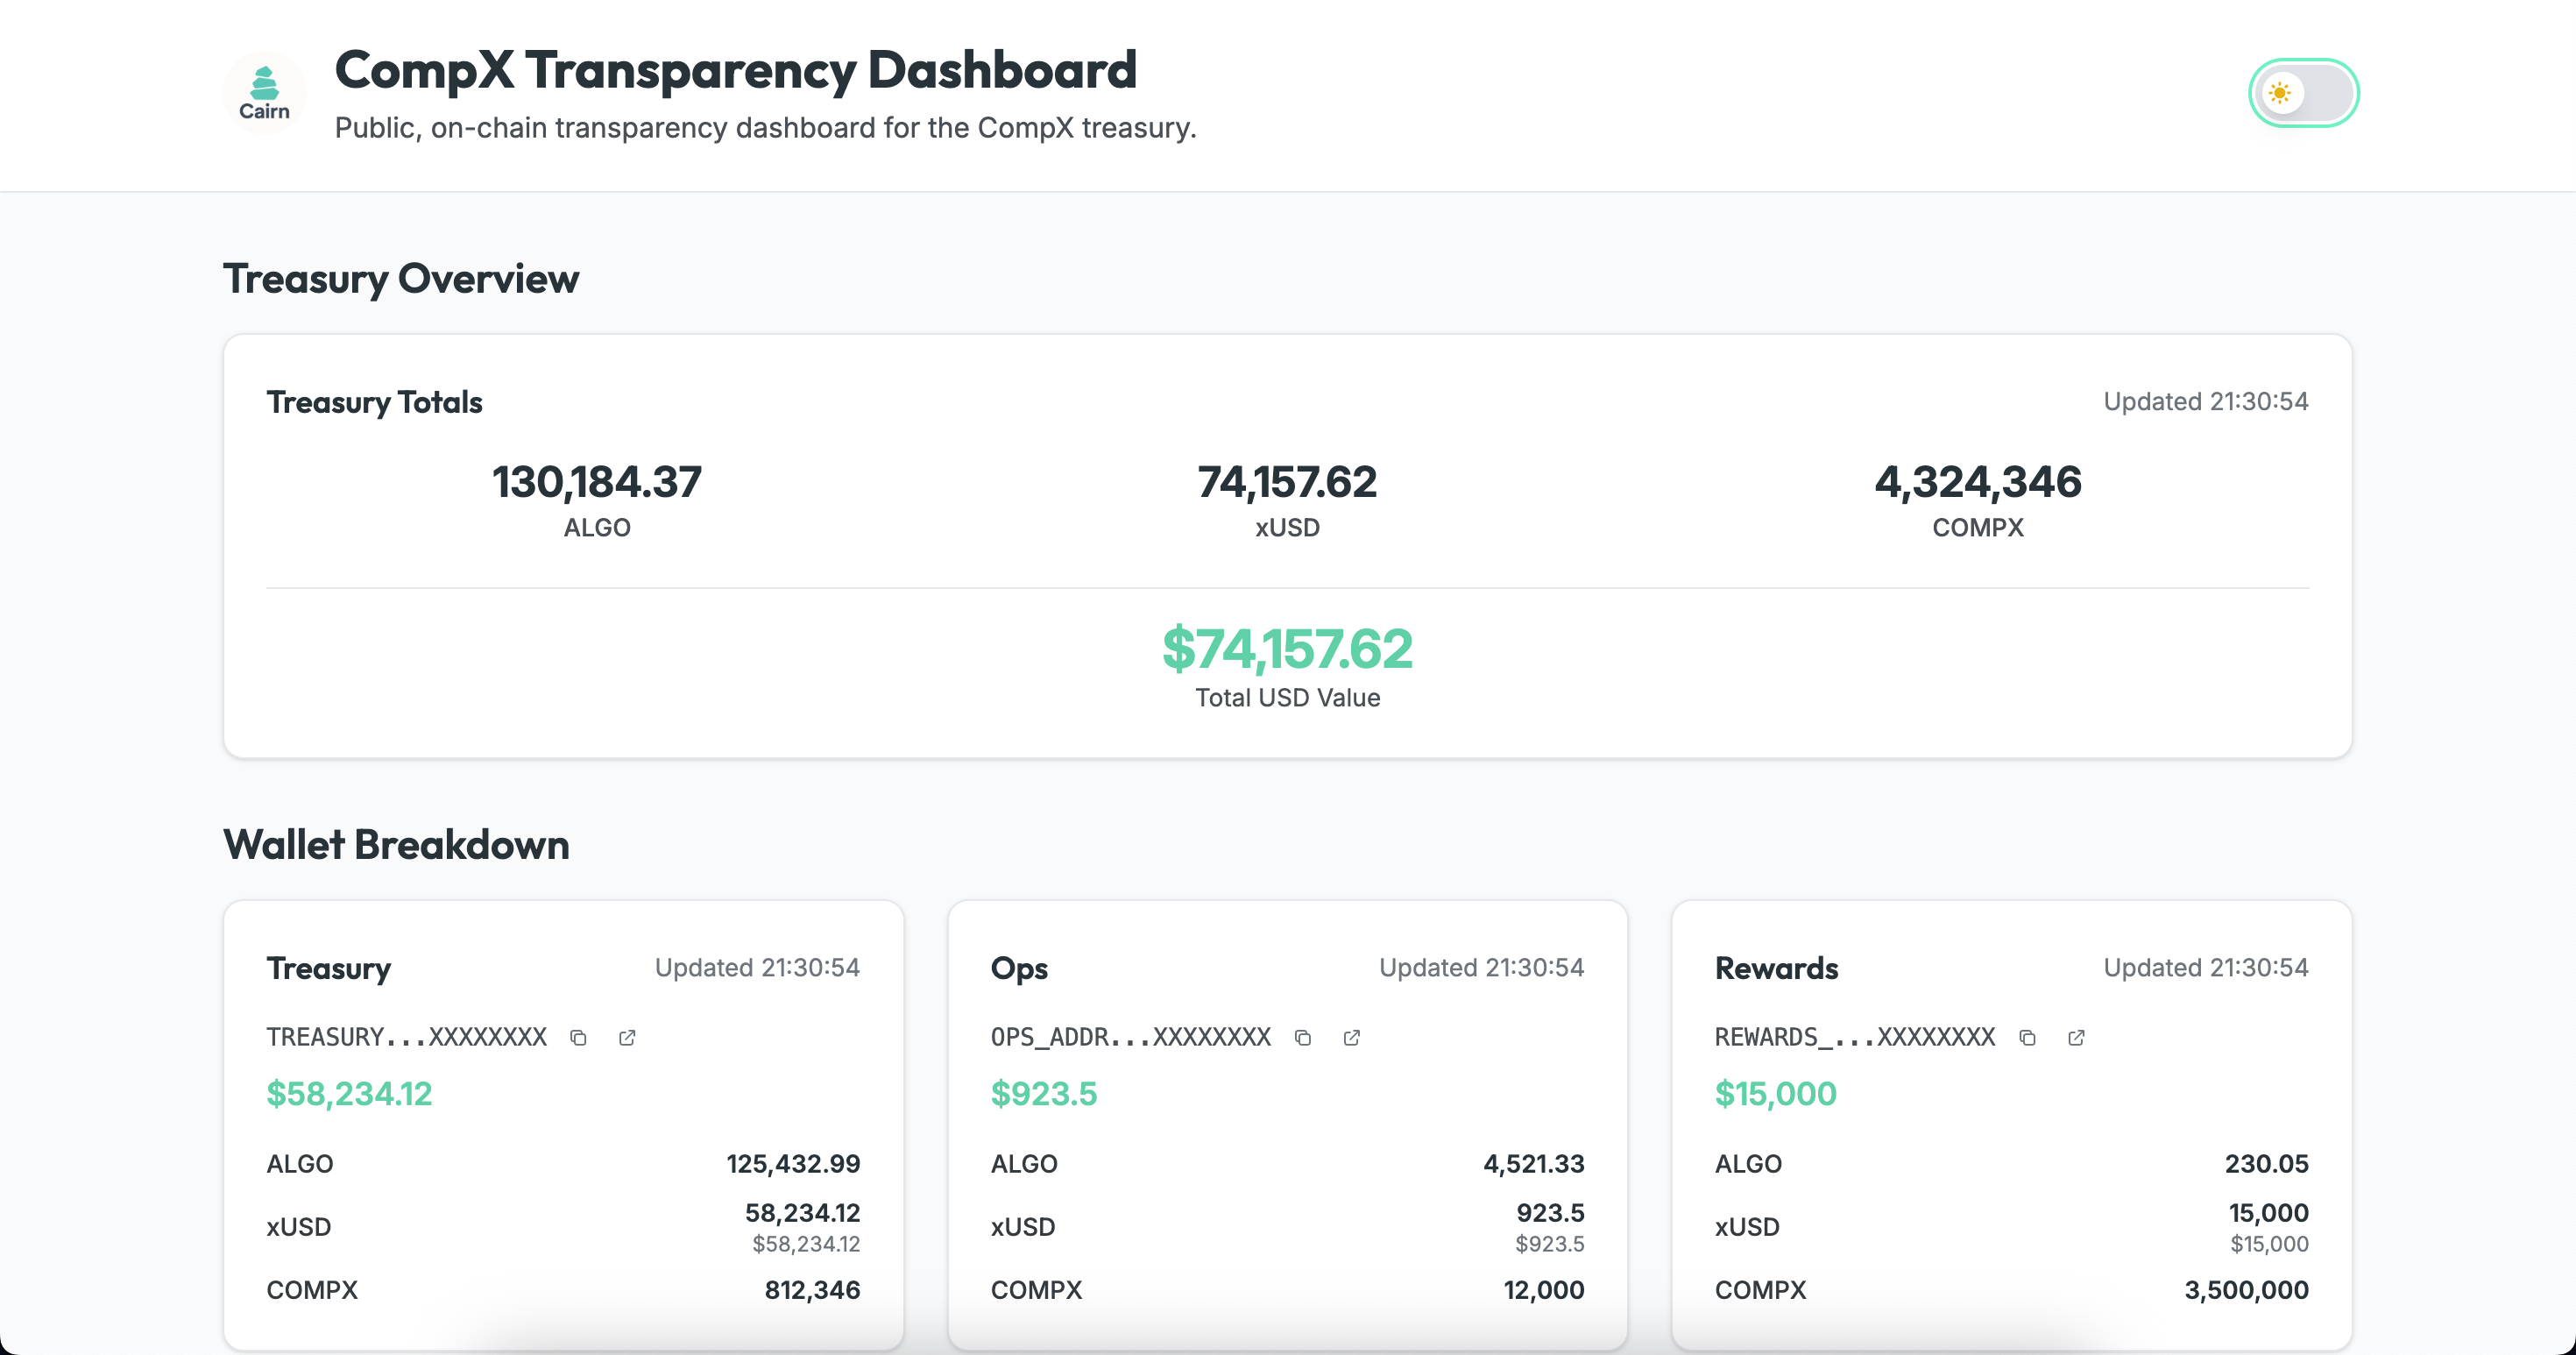 Cairn
CompX Transparency Dashboard
Public, on-chain transparency dashboard for the CompX treasury.
Treasury Overview
Treasury Totals
Updated 21:30:54
130,184.37
ALGO
74,157.62
xUSD
4,324,346
COMPX
$74,157.62
Total USD Value
Wallet Breakdown
Treasury
Updated 21:30:54
TREASURY...XXXXXXXX
$58,234.12
ALGO 125,432.99
xUSD 58,234.12
$58,234.12
COMPX 812,346
Ops
Updated 21:30:54
OPS_ADDR...XXXXXXXX
$923.5
ALGO 4,521.33
xUSD 923.5
$923.5
COMPX 12,000
Rewards
Updated 21:30:54
REWARDS_...XXXXXXXX
$15,000
ALGO 230.05
xUSD 15,000
$15,000
COMPX 3,500,000